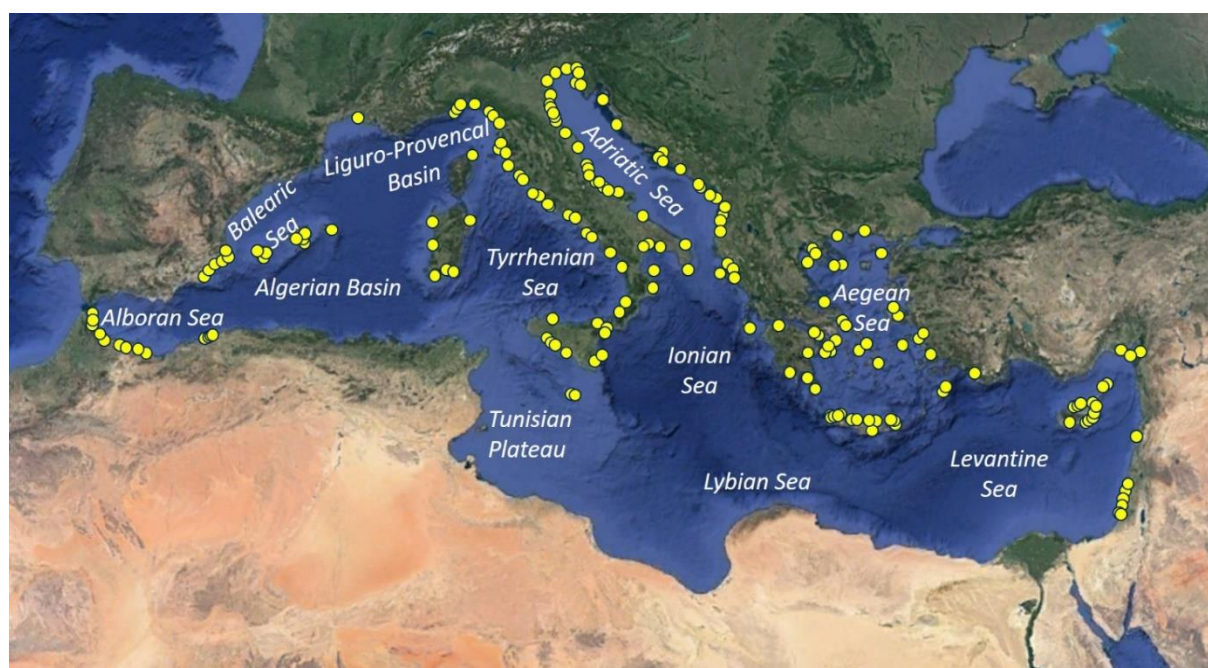 Liguro-Provencal
Basin
Adriatic Sea
Balearic
Sea
Tyrrhenian
Sea
Algerian Basin
Aegean
Sea
Alboran Sea
Ionian
Sea
Tunisian
Plateau
Levantine
Sea
Lybian Sea